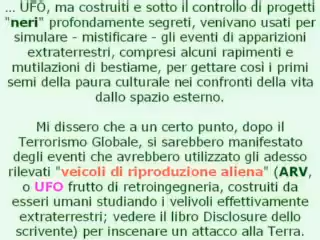 ... UFO, ma costruiti e sotto il controllo di progetti
"neri" profondamente segreti, venivano usati per
simulare - mistificare - gli eventi di apparizioni
extraterrestri, compresi alcuni rapimenti e
mutilazioni di bestiame, per gettare così i primi
semi della paura culturale nei confronti della vita
dallo spazio esterno.
Mi dissero che a un certo punto, dopo il
Terrorismo Globale, si sarebbero manifestato
degli eventi che avrebbero utilizzato gli adesso
rilevati "veicoli di riproduzione aliena" (ARV,
o UFO frutto di retroingegneria, costruiti da
esseri umani studiando i velivoli effettivamente
extraterrestri; vedere il libro Disclosure dello
scrivente) per inscenare un attacco alla Terra.